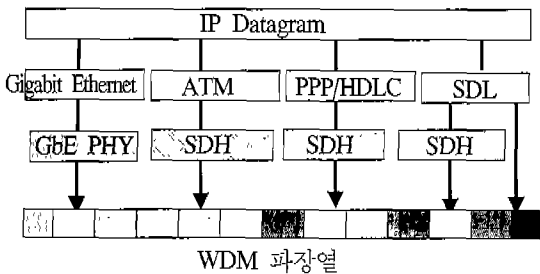 IP Datagram
Gigabit Ethernet ATM PPP/HDLC SDL
GbE PHY SDH SDH SDH
WDM 파장열